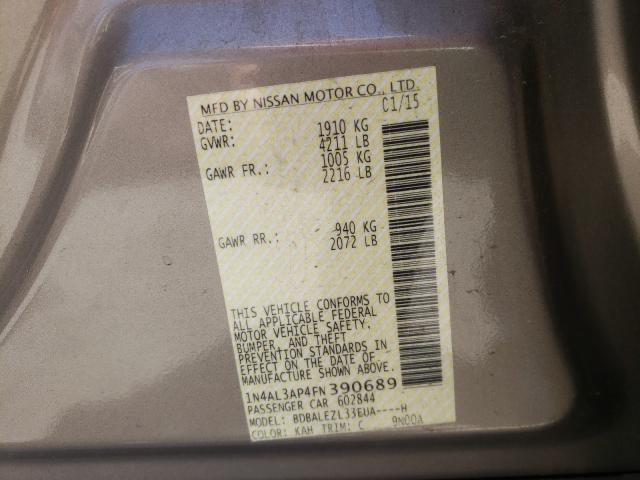 MFD BY NISSAN MOTOR CO., LTD.
DATE: 01/15
GVWR: 1910 KG
4211 LB
GAWR FR.: 1005 KG
2216 LB
GAWR RR.: 940 KG
2072 LB
THIS VEHICLE CONFORMS TO
ALL APPLICABLE FEDERAL
MOTOR VEHICLE SAFETY,
BUMPER, AND THEFT
PREVENTION STANDARDS IN
EFFECT ON THE DATE OF
MANUFACTURE SHOWN ABOVE.
1N4AL3AP4FN390689
PASSENGER CAR 602844
MODEL: BDBALEZL33EUA----H
COLOR: KAH TRIM: C 9N00A